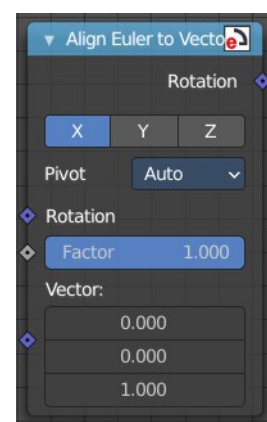 Align Euler to Vecto
e
Rotation
X Y Z
Pivot Auto
Rotation
Factor 1.000
Vector:
0.000
0.000
1.000